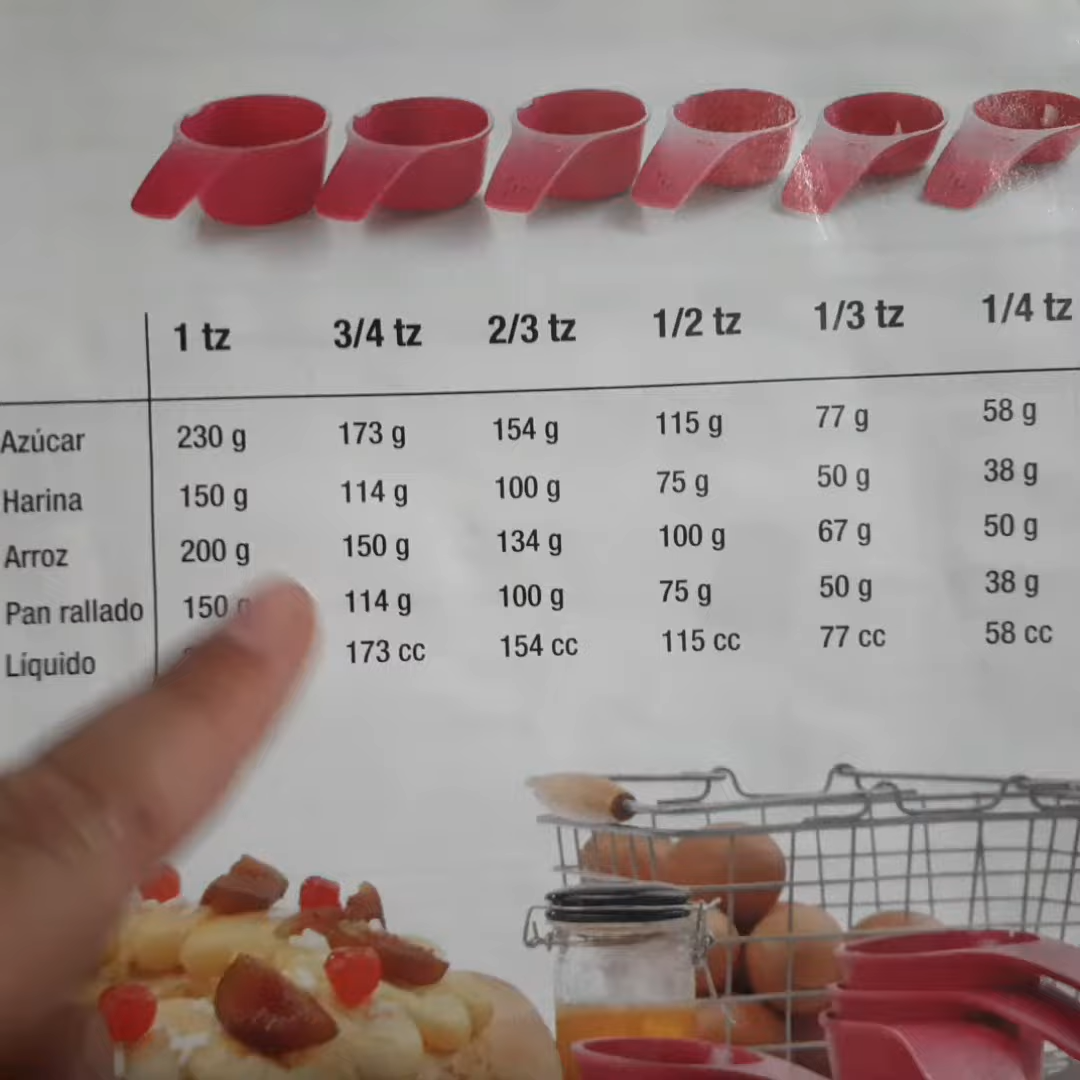 1 tz 3/4 tz 2/3 tz 1/2 tz 1/3 tz 1/4 tz
Azúcar 230 g 173 g 154 g 115 g 77 g 58 g
Harina 150 g 114 g 100 g 75 g 50 g 38 g
Arroz 200 g 150 g 134 g 100 g 67 g 50 g
Pan rallado 150 g 114 g 100 g 75 g 50 g 38 g
Líquido 173 cc 154 cc 115 cc 77 cc 58 cc